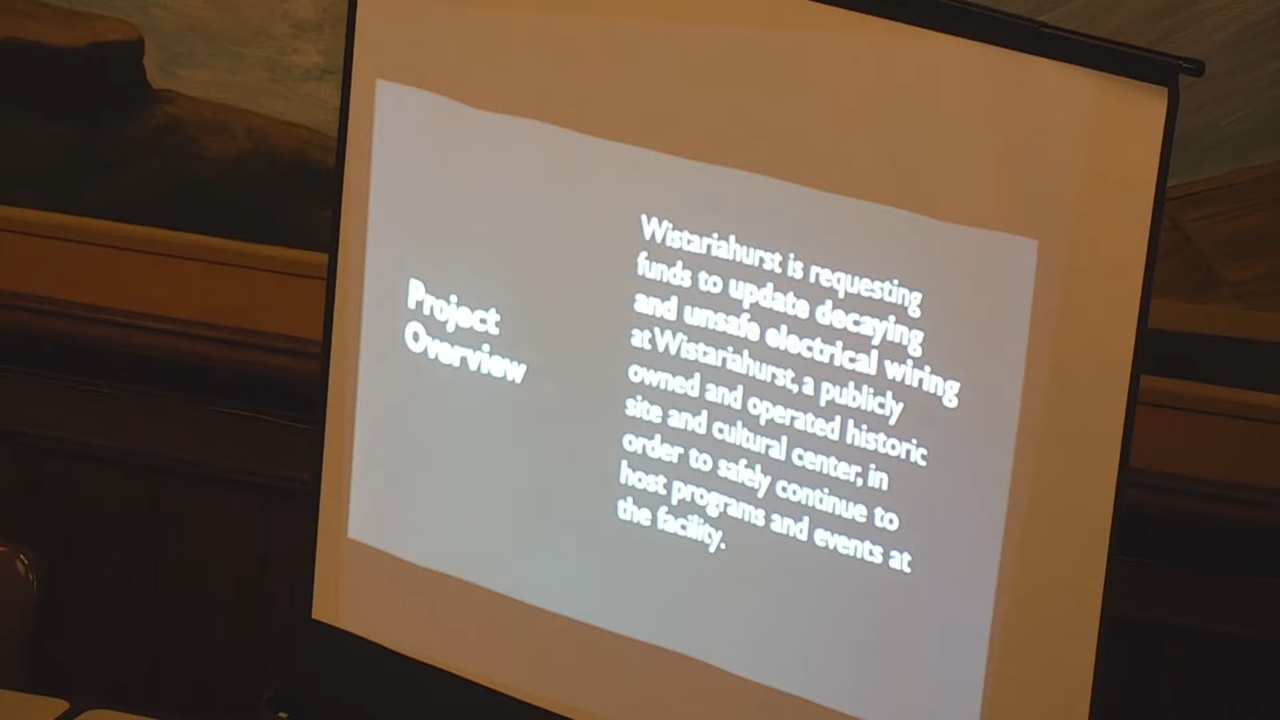 Project
Overview
Wistariahurst is requesting
funds to update decaying
and unsafe electrical wiring
at Wistariahurst, a publicly
owned and operated historic
site and cultural center, in
order to safely continue to
host programs and events at
the facility.